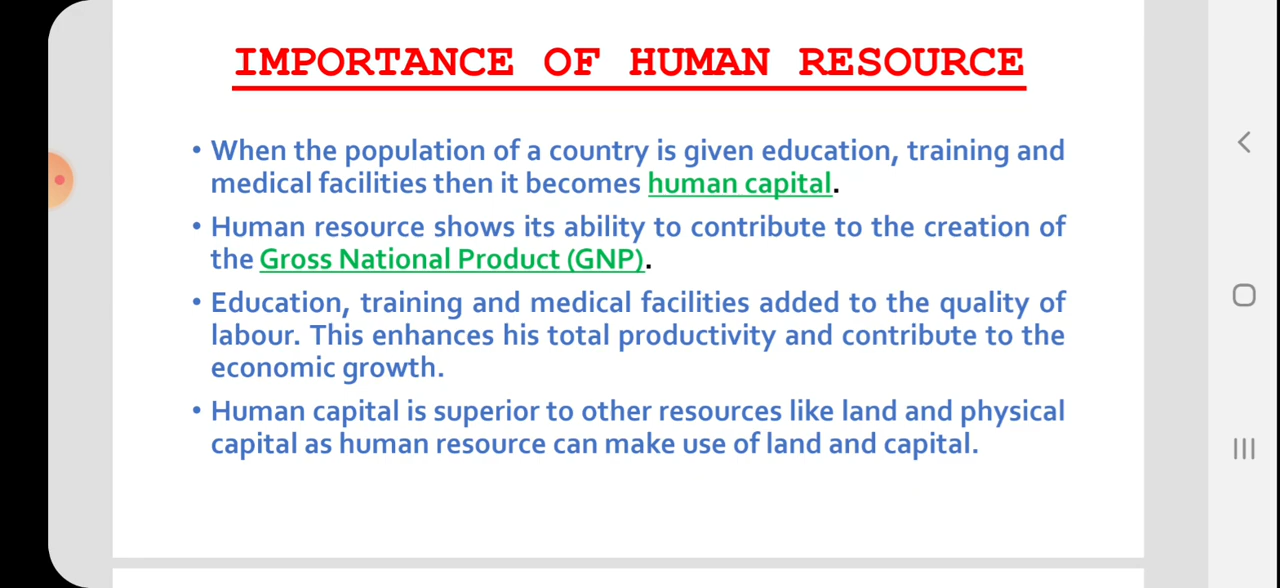 IMPORTANCE OF HUMAN RESOURCE
• When the population of a country is given education, training and
medical facilities then it becomes human capital.
• Human resource shows its ability to contribute to the creation of
the Gross National Product (GNP).
• Education, training and medical facilities added to the quality of
labour. This enhances his total productivity and contribute to the
economic growth.
• Human capital is superior to other resources like land and physical
capital as human resource can make use of land and capital.